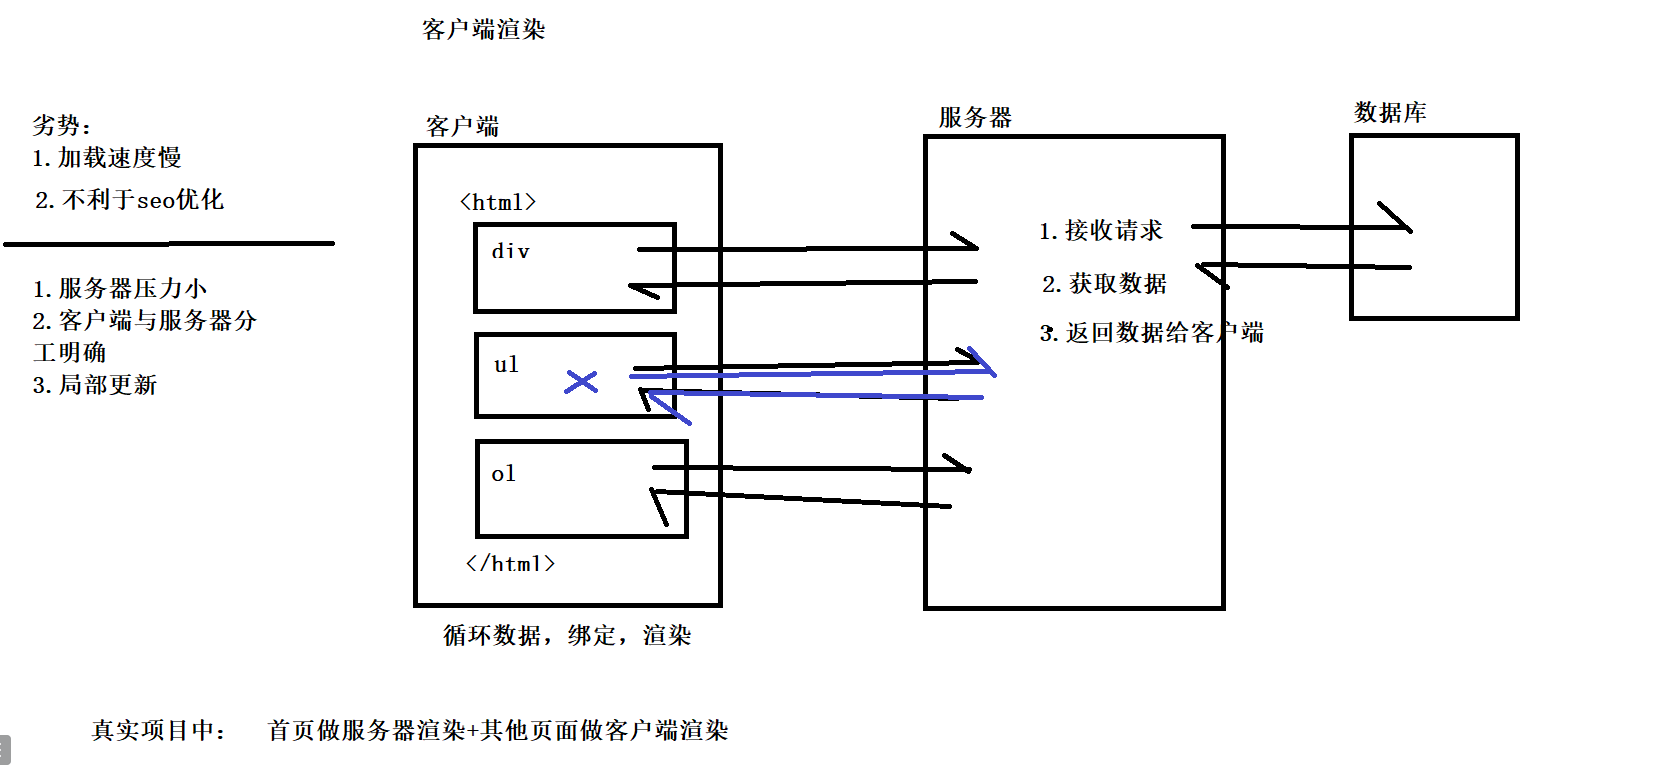 客户端渲染
劣势：
1.加载速度慢
2.不利于seo优化
1.服务器压力小
2.客户端与服务器分
工明确
3.局部更新
客户端
<html>
div
ul
ol
</html>
循环数据，绑定，渲染
服务器
1.接收请求
2.获取数据
3.返回数据给客户端
数据库
真实项目中： 首页做服务器渲染+其他页面做客户端渲染